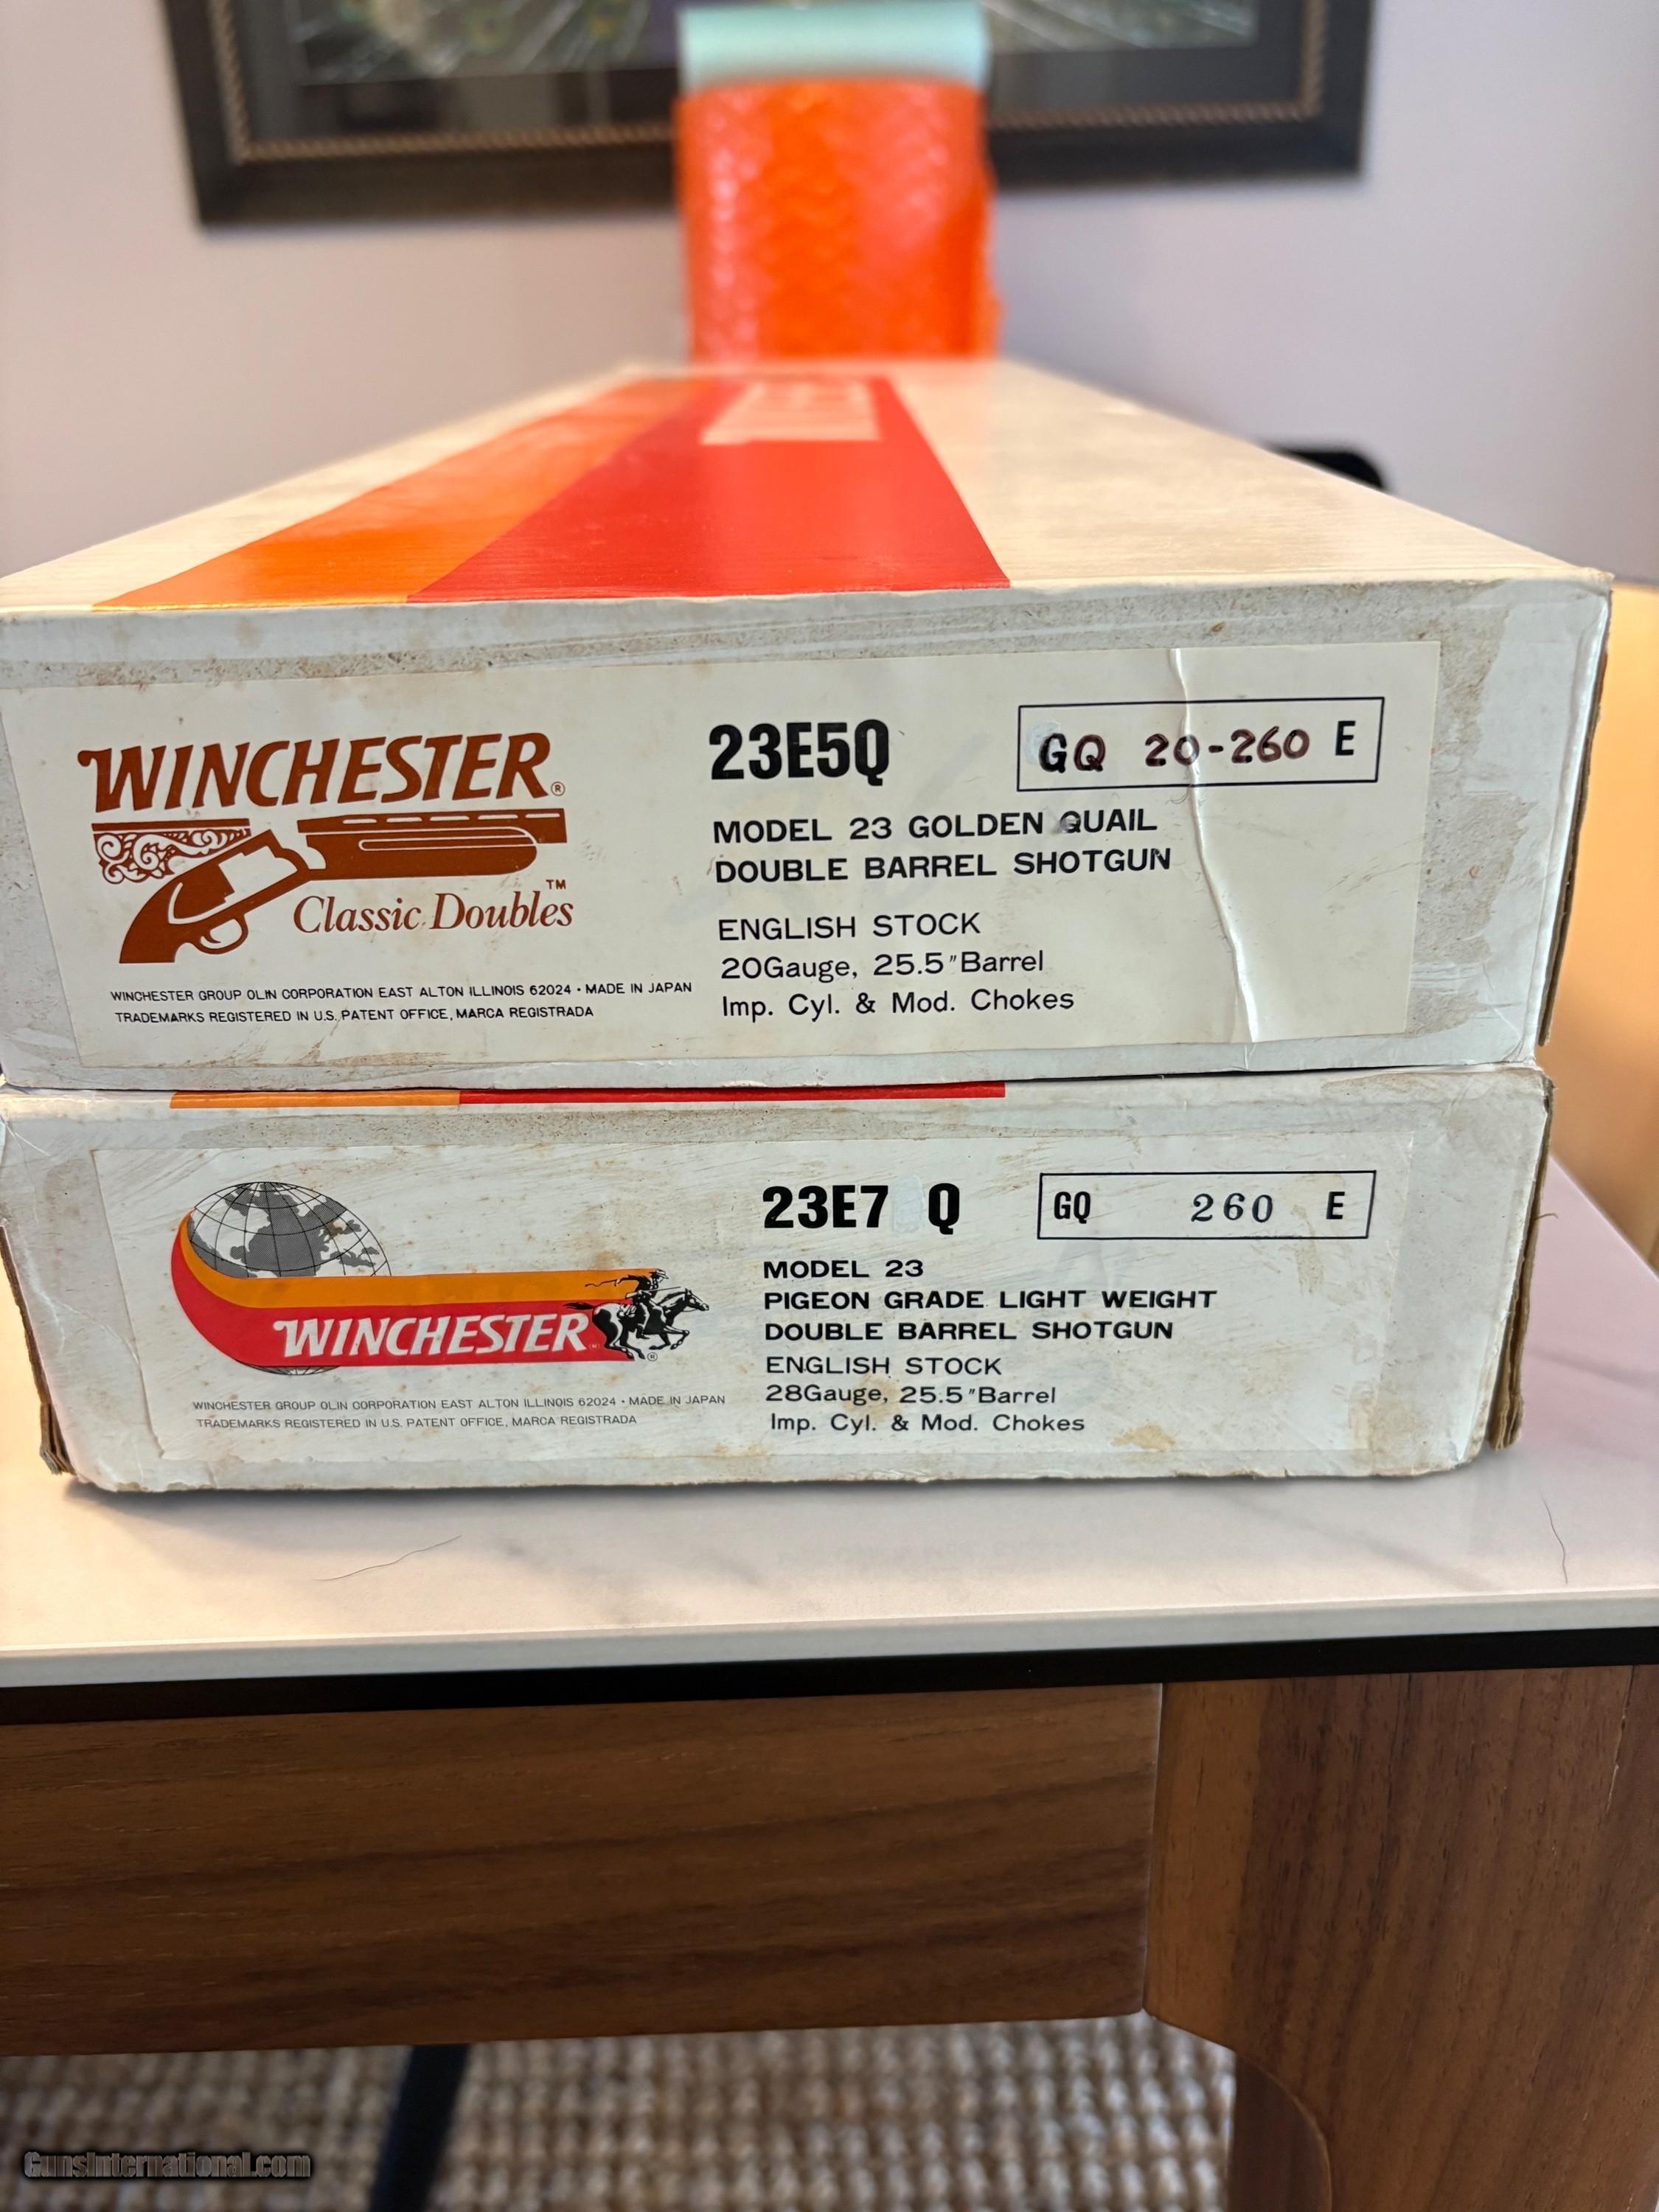 WINCHESTER®
Classic Doubles™
WINCHESTER GROUP OLIN CORPORATION EAST ALTON ILLINOIS 62024 • MADE IN JAPAN
TRADEMARKS REGISTERED IN U.S. PATENT OFFICE, MARCA REGISTRADA
23E5Q
GQ 20-260 E
MODEL 23 GOLDEN QUAIL
DOUBLE BARREL SHOTGUN
ENGLISH STOCK
20Gauge, 25.5"Barrel
Imp. Cyl. & Mod. Chokes
WINCHESTER®
WINCHESTER GROUP OLIN CORPORATION EAST ALTON ILLINOIS 62024 • MADE IN JAPAN
TRADEMARKS REGISTERED IN U.S. PATENT OFFICE, MARCA REGISTRADA
23E7 Q
GQ 260 E
MODEL 23
PIGEON GRADE LIGHT WEIGHT
DOUBLE BARREL SHOTGUN
ENGLISH STOCK
28Gauge, 25.5"Barrel
Imp. Cyl. & Mod. Chokes
GunsInternational.com